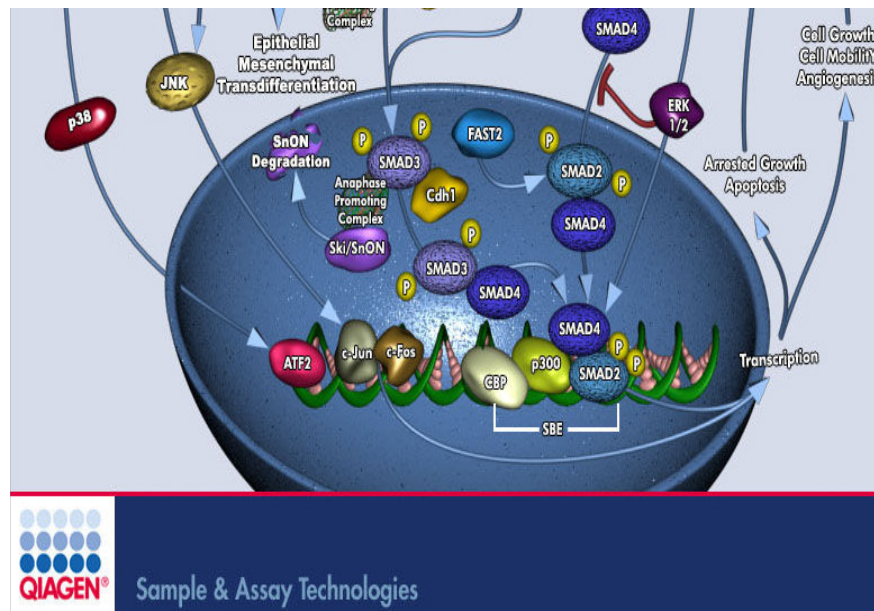 Complex
SMAD4
Epithelial
Mesenchymal
Transdifferentiation
Cell Growth
Cell Mobility
Angiogenesis
JNK
p38
ERK
1/2
SnON
Degradation
P
P
FAST2
P
SMAD3
SMAD2
P
Arrested Growth
Apoptosis
Anaphase
Promoting
Complex
Cdh1
SMAD4
Ski/SnON
P
SMAD3
P
SMAD4
SMAD4
P
P
ATF2
c-Jun
c-Fos
CBP
p300
SMAD2
Transcription
SBE
QIAGEN®
Sample & Assay Technologies